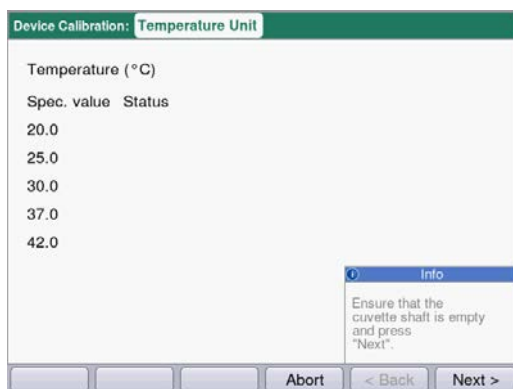 Device Calibration: Temperature Unit
Temperature (°C)
Spec. value Status
20.0
25.0
30.0
37.0
42.0
Info
Ensure that the
cuvette shaft is empty
and press
"Next".
Abort
< Back
Next >